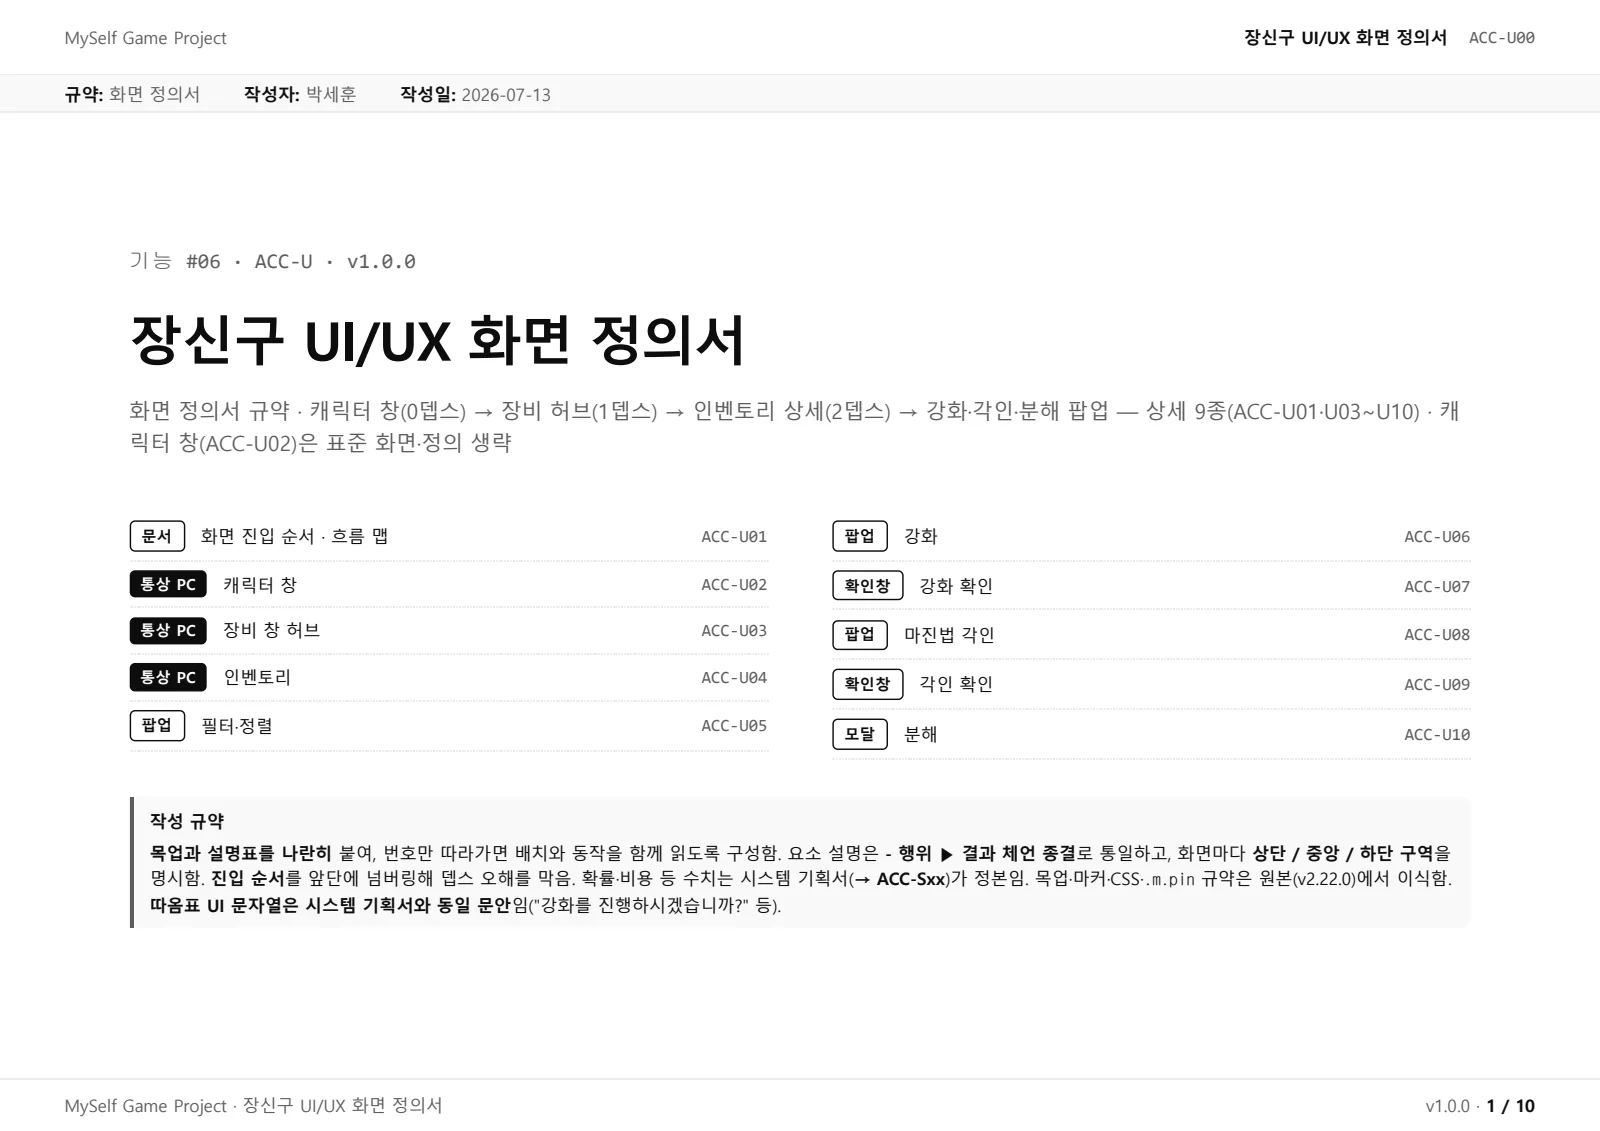 MySelf Game Project
장신구 UI/UX 화면 정의서 ACC-U00
규약: 화면 정의서 작성자: 박세훈 작성일: 2026-07-13
기능 #06 · ACC-U · v1.0.0
장신구 UI/UX 화면 정의서
화면 정의서 규약 · 캐릭터 창(0뎁스) → 장비 허브(1뎁스) → 인벤토리 상세(2뎁스) → 강화·각인·분해 팝업 — 상세 9종(ACC-U01·U03~U10) · 캐
릭터 창(ACC-U02)은 표준 화면·정의 생략
문서 화면 진입 순서 · 흐름 맵 ACC-U01
통상 PC 캐릭터 창 ACC-U02
통상 PC 장비 창 허브 ACC-U03
통상 PC 인벤토리 ACC-U04
팝업 필터·정렬 ACC-U05
팝업 강화 ACC-U06
확인창 강화 확인 ACC-U07
팝업 마진법 각인 ACC-U08
확인창 각인 확인 ACC-U09
모달 분해 ACC-U10
작성 규약
목업과 설명표를 나란히 붙여, 번호만 따라가면 배치와 동작을 함께 읽도록 구성함. 요소 설명은 - 행위 ▶ 결과 체언 종결로 통일하고, 화면마다 상단 / 중앙 / 하단 구역을
명시함. 진입 순서를 앞단에 넘버링해 뎁스 오해를 막음. 확률·비용 등 수치는 시스템 기획서(→ ACC-Sxx)가 정본임. 목업·마커·CSS·.m.pin 규약은 원본(v2.22.0)에서 이식함.
따옴표 UI 문자열은 시스템 기획서와 동일 문안임("강화를 진행하시겠습니까?" 등).
MySelf Game Project · 장신구 UI/UX 화면 정의서
v1.0.0 · 1 / 10